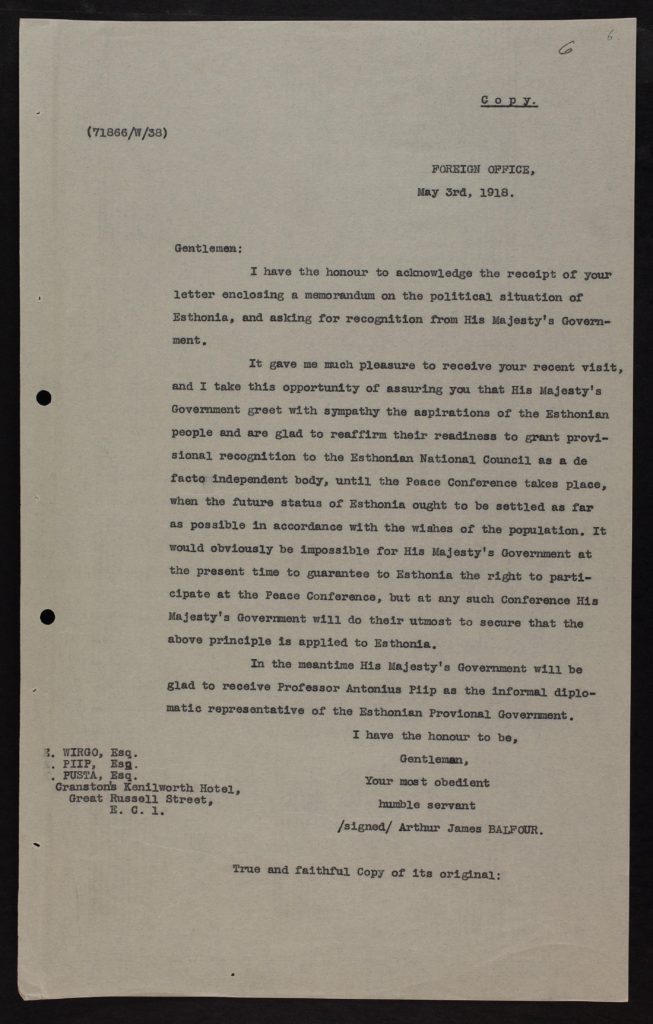 6 6.
Copy.
(71866/W/38)
FOREIGN OFFICE,
May 3rd, 1918.
Gentlemen:
I have the honour to acknowledge the receipt of your
letter enclosing a memorandum on the political situation of
Esthonia, and asking for recognition from His Majesty's Govern-
ment.
It gave me much pleasure to receive your recent visit,
and I take this opportunity of assuring you that His Majesty's
Government greet with sympathy the aspirations of the Esthonian
people and are glad to reaffirm their readiness to grant provi-
sional recognition to the Esthonian National Council as a de
facto independent body, until the Peace Conference takes place,
when the future status of Esthonia ought to be settled as far
as possible in accordance with the wishes of the population. It
would obviously be impossible for His Majesty's Government at
the present time to guarantee to Esthonia the right to parti-
cipate at the Peace Conference, but at any such Conference His
Majesty's Government will do their utmost to secure that the
above principle is applied to Esthonia.
In the meantime His Majesty's Government will be
glad to receive Professor Antonius Piip as the informal diplo-
matic representative of the Esthonian Provional Government.
I have the honour to be,
Gentleman,
Your most obedient
humble servant
/signed/ Arthur James BALFOUR.
E. WIRGO, Esq.
. PIIP, Esq.
. PUSTA, Esq.
Cranston's Kenilworth Hotel,
Great Russell Street,
E. C. 1.
True and faithful Copy of its original: